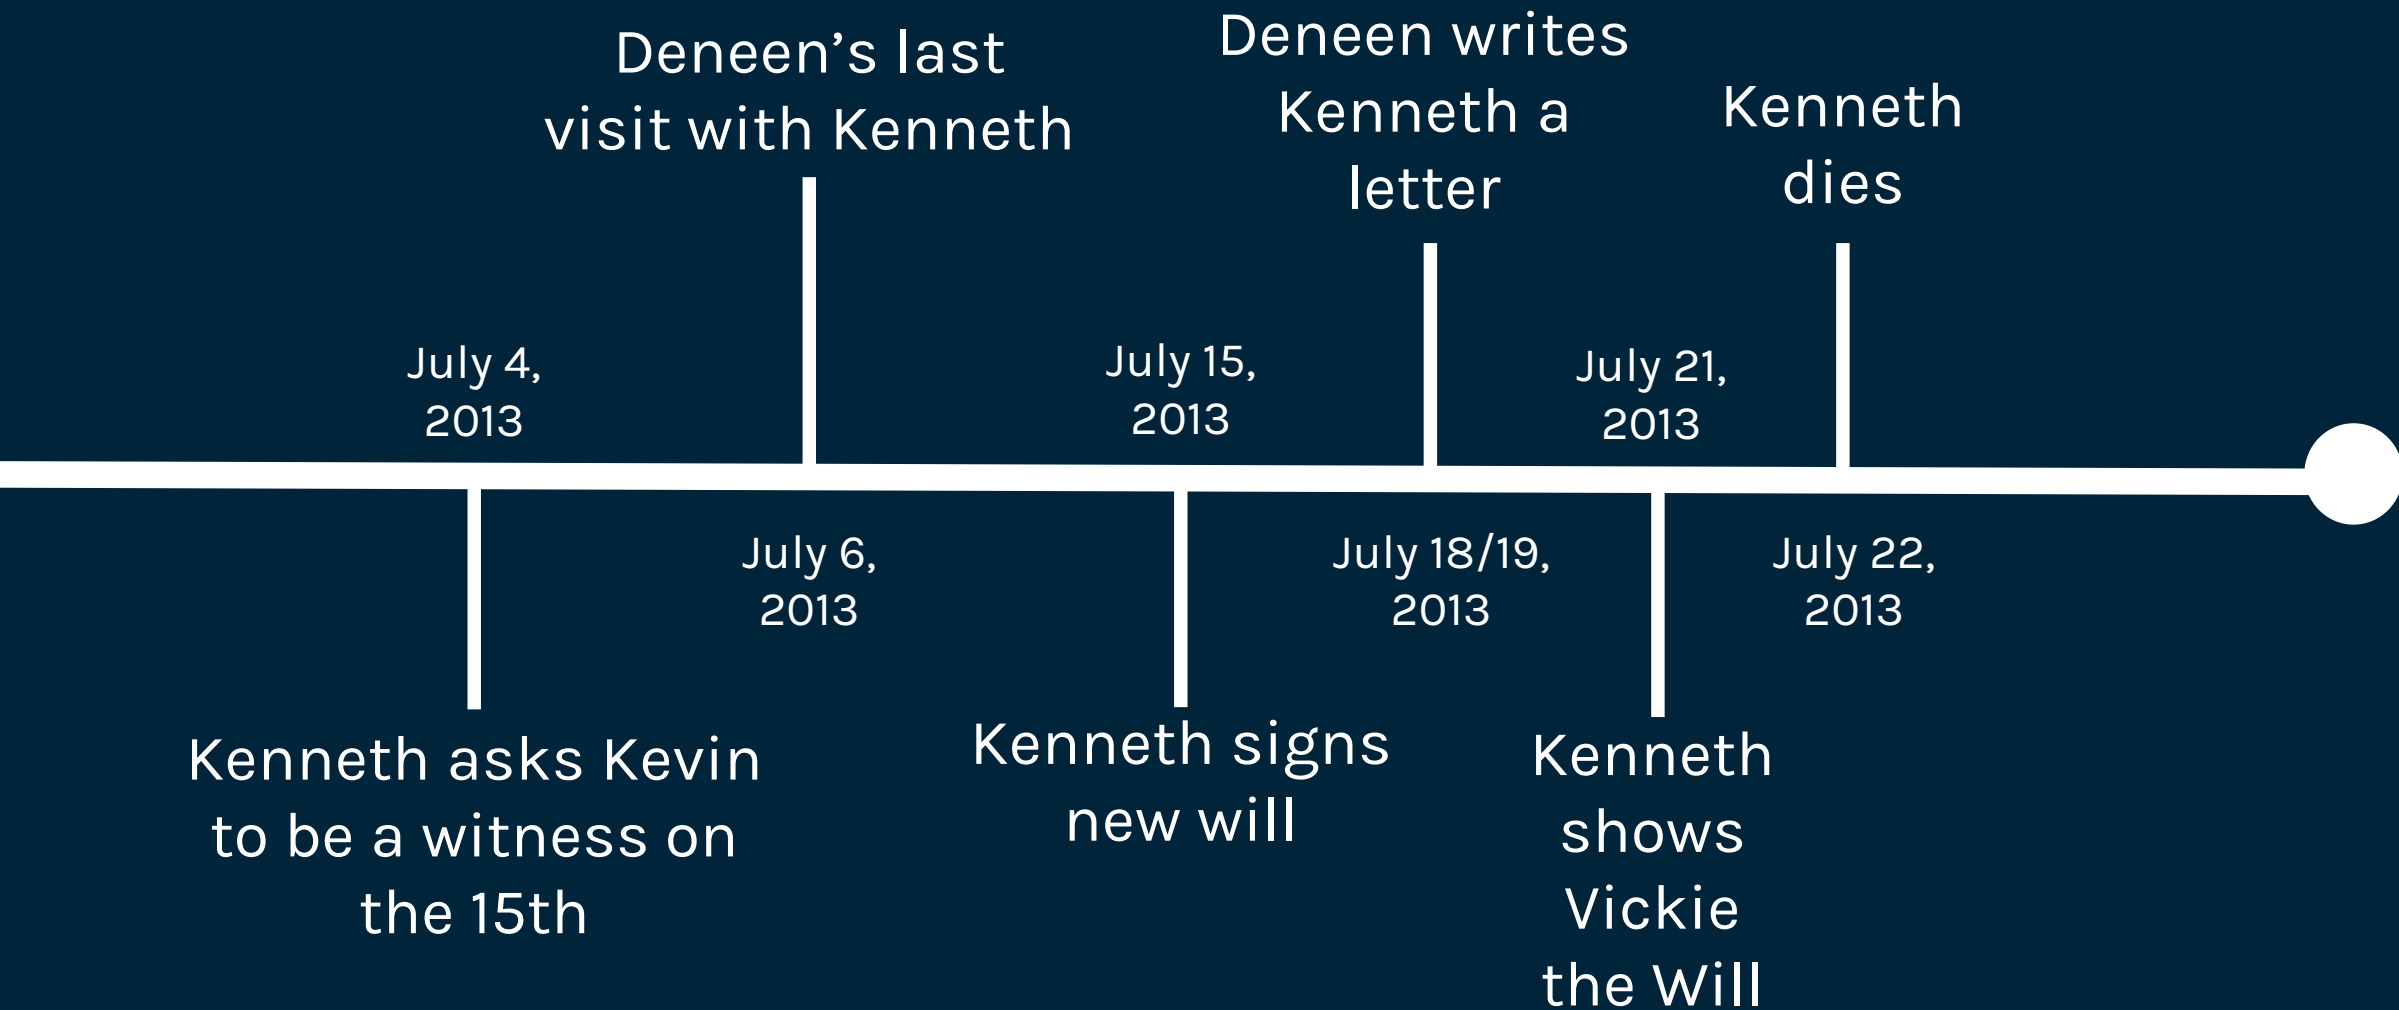 July 4,
2013
Kenneth asks Kevin
to be a witness on
the 15th
Deneen’s last
visit with Kenneth
July 6,
2013
July 15,
2013
Kenneth signs
new will
Deneen writes
Kenneth a
letter
July 18/19,
2013
July 21,
2013
Kenneth
shows
Vickie
the Will
Kenneth
dies
July 22,
2013